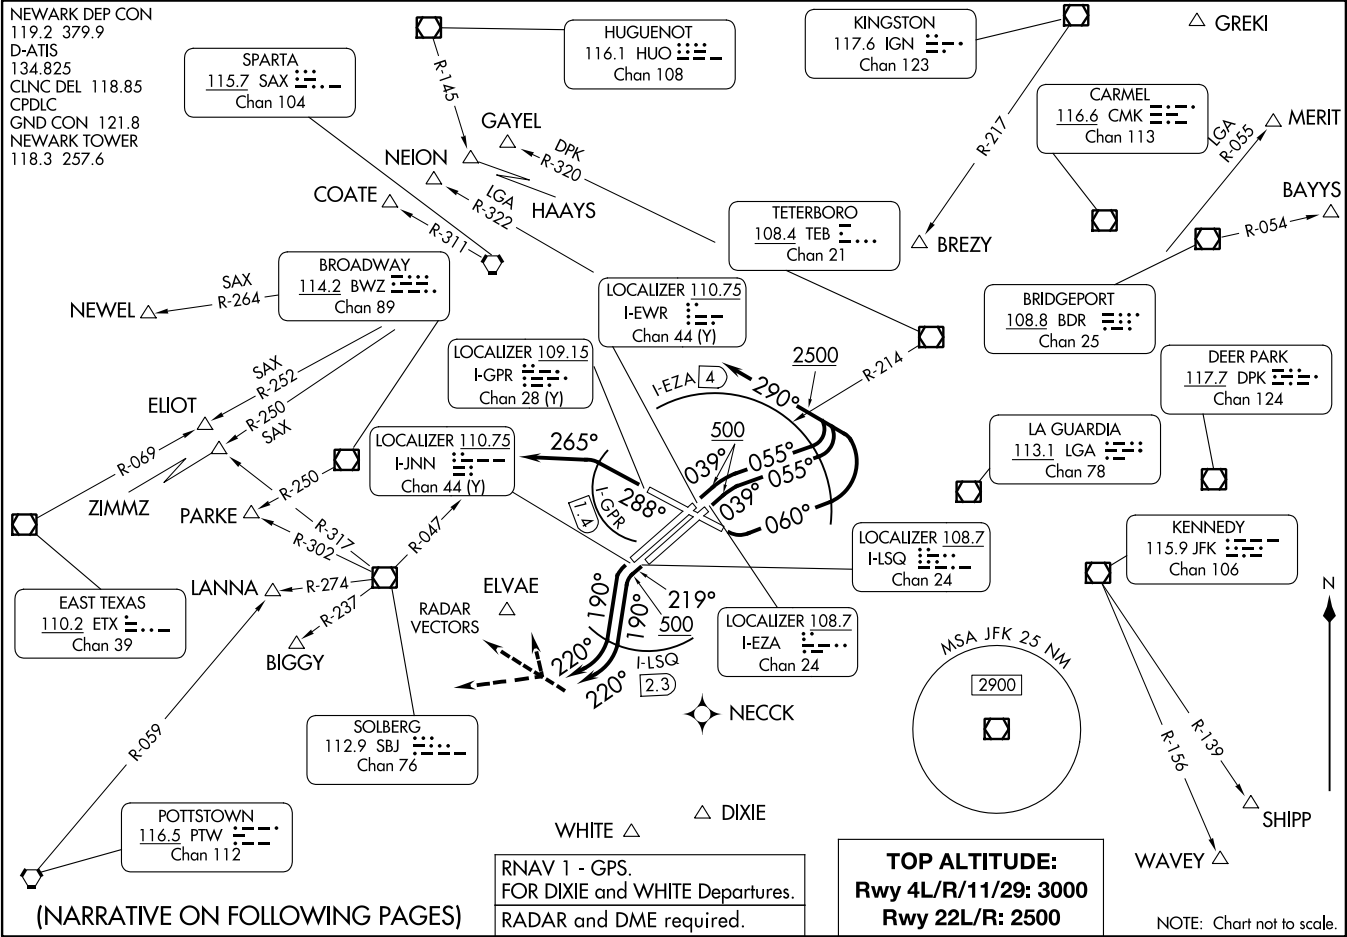 NEWARK DEP CON
119.2 379.9
D-ATIS
134.825
CLNC DEL 118.85
CPDLC
GND CON 121.8
NEWARK TOWER
118.3 257.6
SPARTA
115.7 SAX
Chan 104
HUGUENOT
116.1 HUO
Chan 108
KINGSTON
117.6 IGN
Chan 123
GREKI
CARMEL
116.6 CMK
Chan 113
MERIT
LGA
R-055
BAYYS
R-054
R-145
GAYEL
DPK
R-320
NEION
LGA
R-322
HAAYS
COATE
R-311
R-217
BREZY
TETERBORO
108.4 TEB
Chan 21
BROADWAY
114.2 BWZ
Chan 89
SAX
R-264
NEWEL
LOCALIZER 110.75
I-EWR
Chan 44 (Y)
BRIDGEPORT
108.8 BDR
Chan 25
LOCALIZER 109.15
I-GPR
Chan 28 (Y)
DEER PARK
117.7 DPK
Chan 124
SAX
R-252
R-250
SAX
ELIOT
R-069
ZIMMZ
I-EZA 4
290°
2500
R-214
LOCALIZER 110.75
I-JNN
Chan 44 (Y)
265°
500
039°
055°
055°
039°
060°
288°
I-GPR
1.4
LA GUARDIA
113.1 LGA
Chan 78
PARKE
R-250
R-317
R-302
R-047
LOCALIZER 108.7
I-LSQ
Chan 24
KENNEDY
115.9 JFK
Chan 106
N
LANNA
R-274
R-237
BIGGY
EAST TEXAS
110.2 ETX
Chan 39
RADAR
VECTORS
ELVAE
190°
190°
219°
500
220°
220°
I-LSQ
2.3
LOCALIZER 108.7
I-EZA
Chan 24
MSA JFK 25 NM
2900
NECCK
SOLBERG
112.9 SBJ
Chan 76
R-059
R-139
R-156
POTTSTOWN
116.5 PTW
Chan 112
DIXIE
WHITE
SHIPP
WAVEY
RNAV 1 - GPS.
FOR DIXIE and WHITE Departures.
RADAR and DME required.
TOP ALTITUDE:
Rwy 4L/R/11/29: 3000
Rwy 22L/R: 2500
(NARRATIVE ON FOLLOWING PAGES)
NOTE: Chart not to scale.